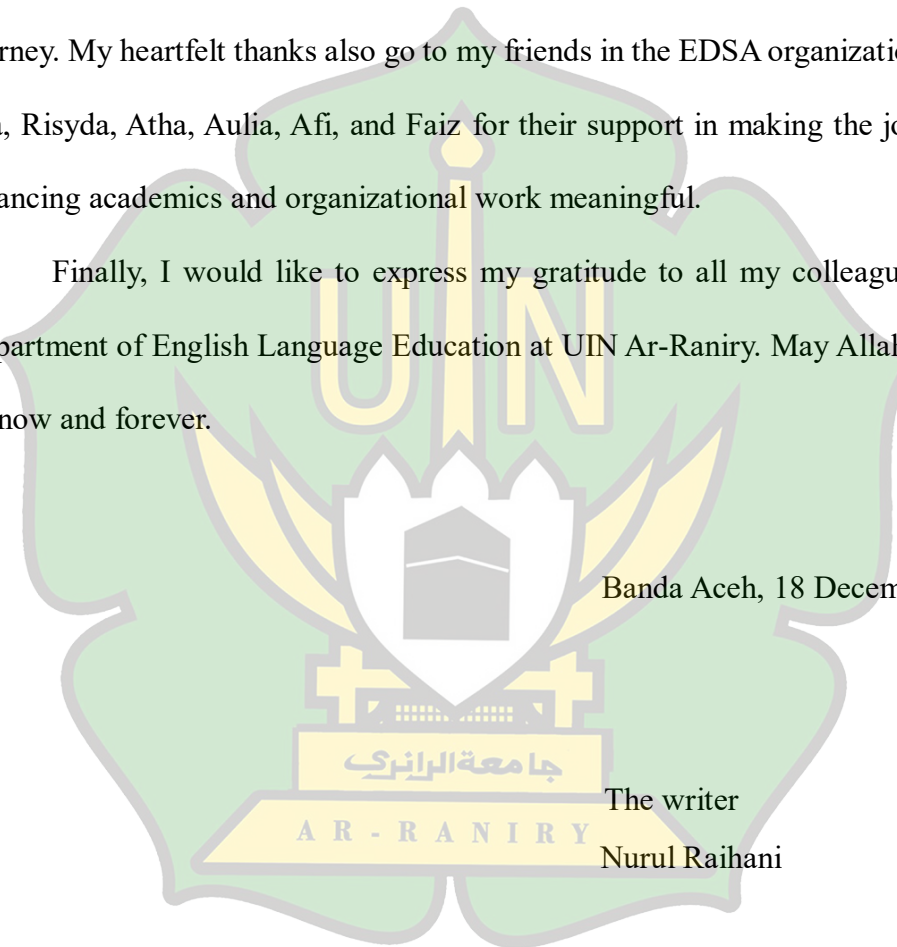 rney. My heartfelt thanks also go to my friends in the EDSA organizatio
, Risyda, Atha, Aulia, Afi, and Faiz for their support in making the jo
ancing academics and organizational work meaningful.
Finally, I would like to express my gratitude to all my colleagu
partment of English Language Education at UIN Ar-Raniry. May Allah
now and forever.
UIN
Banda Aceh, 18 Decem
جامعة الرانري
The writer
AR-RANIRY
Nurul Raihani